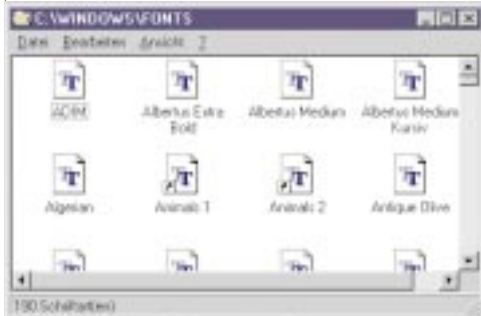 C:\WINDOWS\FONTS
Datei Bearbeiten Ansicht ?
Albertus Extra Bold
Albertus Medium
Albertus Medium Kursiv
Algerian
Animals 1
Animals 2
Antique Olive
190 Schriftart(en)